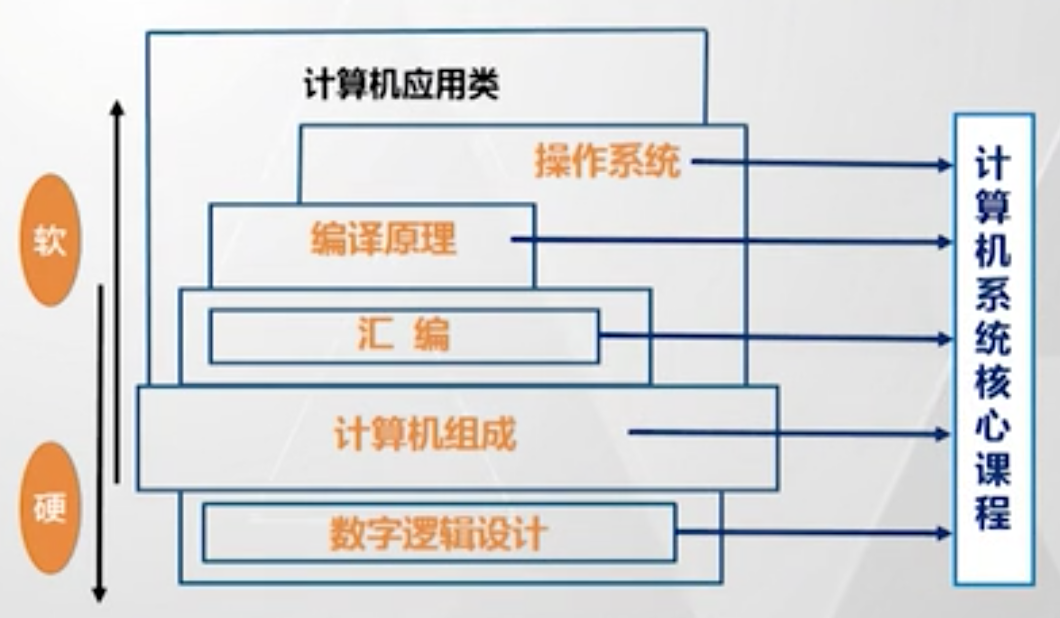 计算机应用类
操作系统
编译原理
汇 编
计算机组成
数字逻辑设计
软
硬
计算机系统核心课程